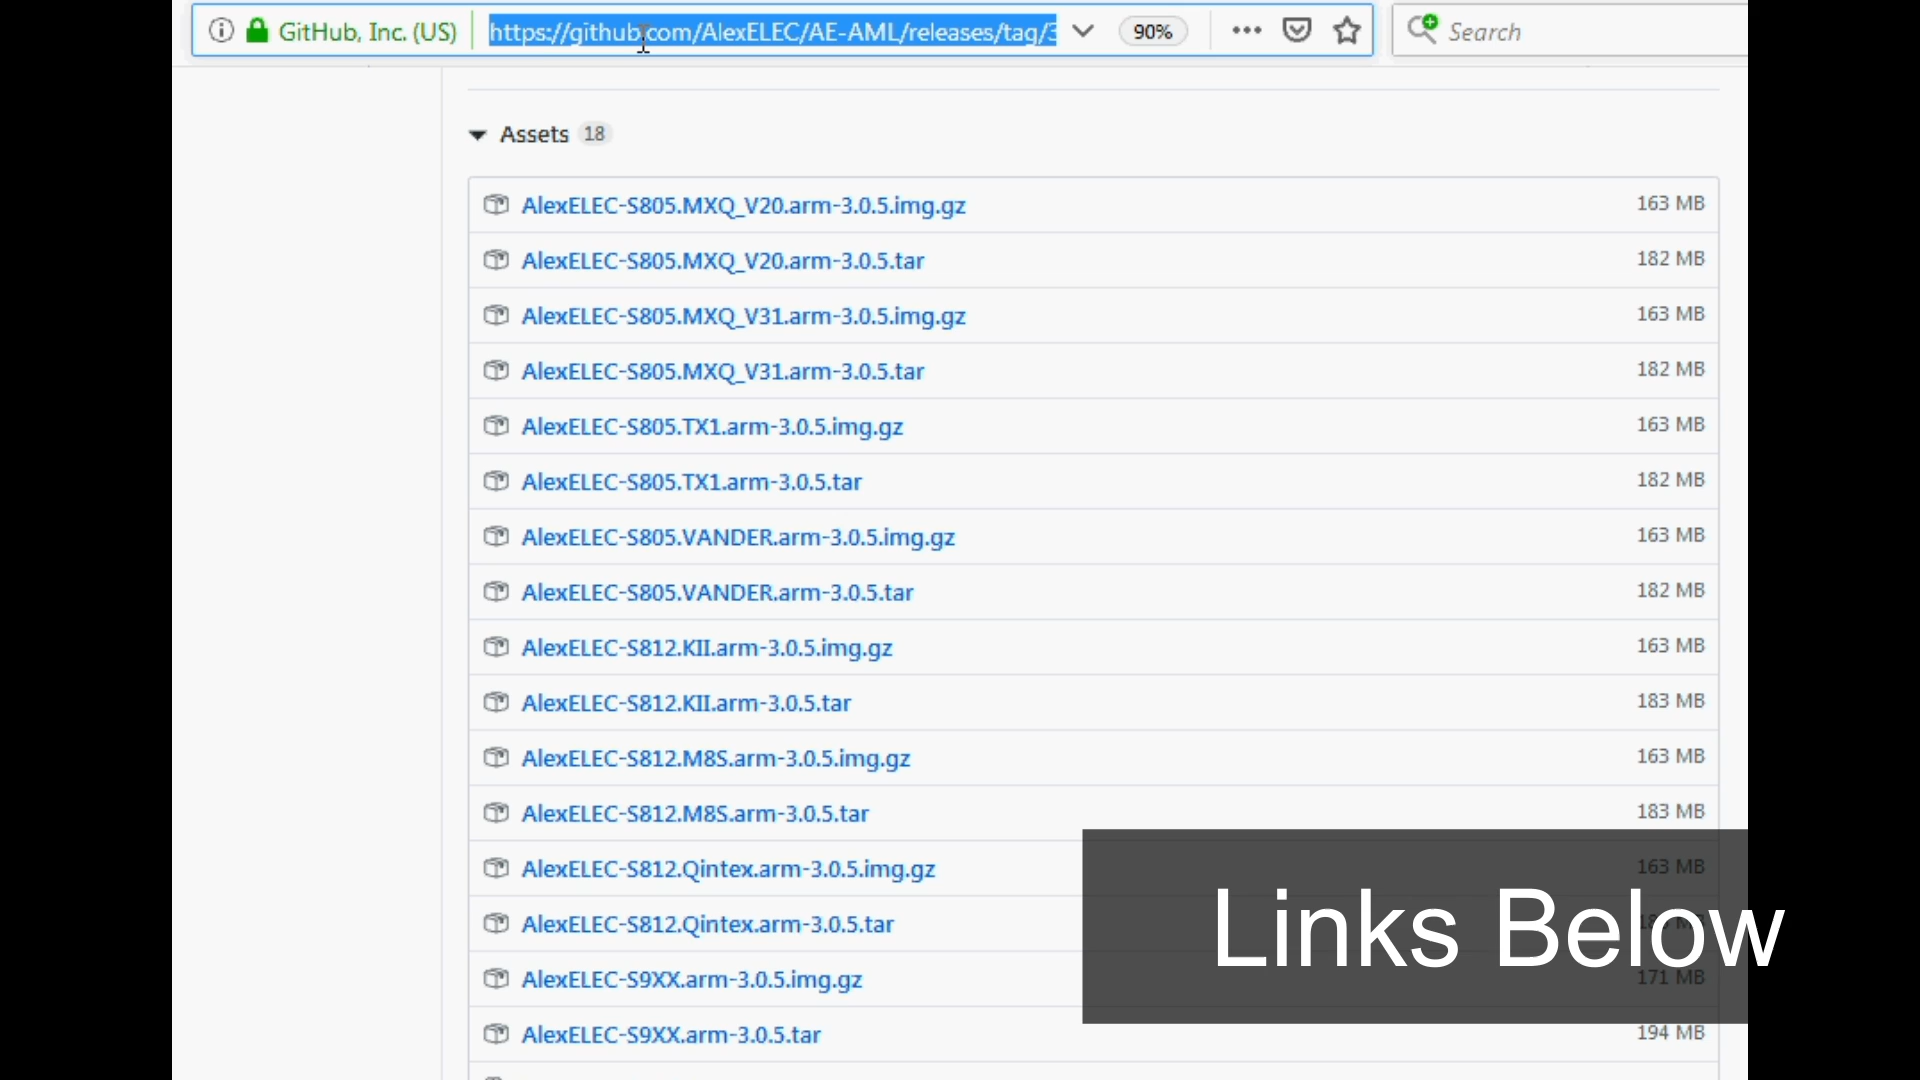 GitHub, Inc. (US) https://github.com/AlexELEC/AE-AML/releases/tag/3 90% Search
Assets 18
AlexELEC-S805.MXQ_V20.arm-3.0.5.img.gz 163 MB
AlexELEC-S805.MXQ_V20.arm-3.0.5.tar 182 MB
AlexELEC-S805.MXQ_V31.arm-3.0.5.img.gz 163 MB
AlexELEC-S805.MXQ_V31.arm-3.0.5.tar 182 MB
AlexELEC-S805.TX1.arm-3.0.5.img.gz 163 MB
AlexELEC-S805.TX1.arm-3.0.5.tar 182 MB
AlexELEC-S805.VANDER.arm-3.0.5.img.gz 163 MB
AlexELEC-S805.VANDER.arm-3.0.5.tar 182 MB
AlexELEC-S812.KII.arm-3.0.5.img.gz 163 MB
AlexELEC-S812.KII.arm-3.0.5.tar 183 MB
AlexELEC-S812.M8S.arm-3.0.5.img.gz 163 MB
AlexELEC-S812.M8S.arm-3.0.5.tar 183 MB
AlexELEC-S812.Qintex.arm-3.0.5.img.gz 163 MB
AlexELEC-S812.Qintex.arm-3.0.5.tar
Links Below
AlexELEC-S9XX.arm-3.0.5.img.gz 171 MB
AlexELEC-S9XX.arm-3.0.5.tar 194 MB